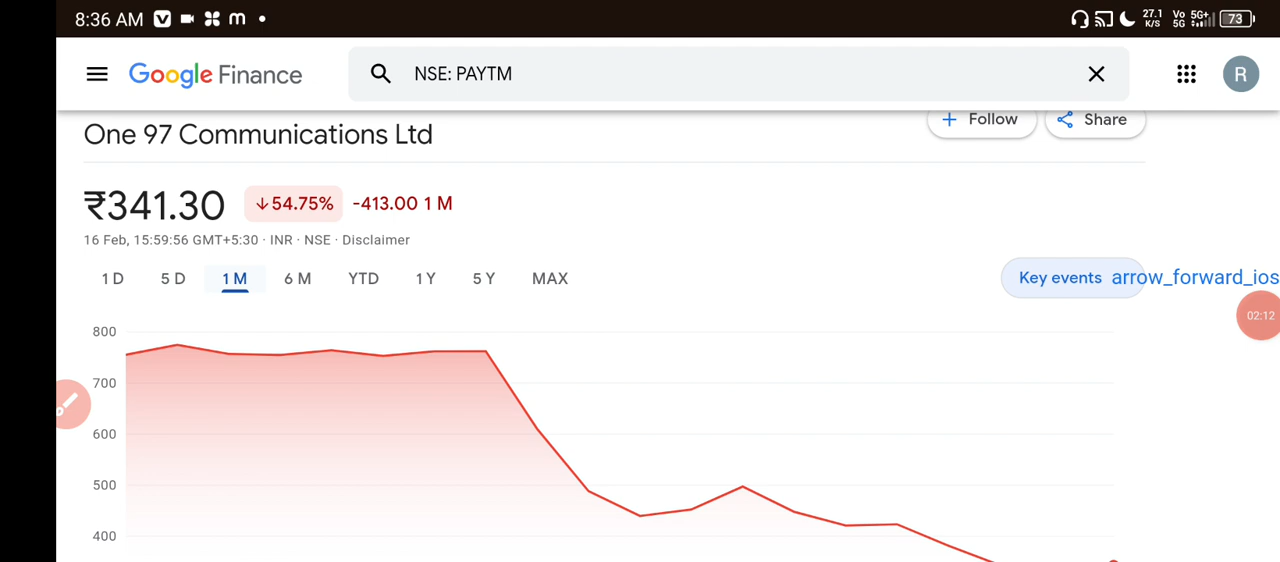 8:36 AM
27.1 K/S Vo 5G 5G+ 73
Google Finance NSE: PAYTM R
One 97 Communications Ltd
+ Follow Share
₹341.30 ↓54.75% -413.00 1 M
16 Feb, 15:59:56 GMT+5:30 · INR · NSE · Disclaimer
1 D 5 D 1 M 6 M YTD 1 Y 5 Y MAX
Key events arrow_forward_ios
02:12
800
700
600
500
400